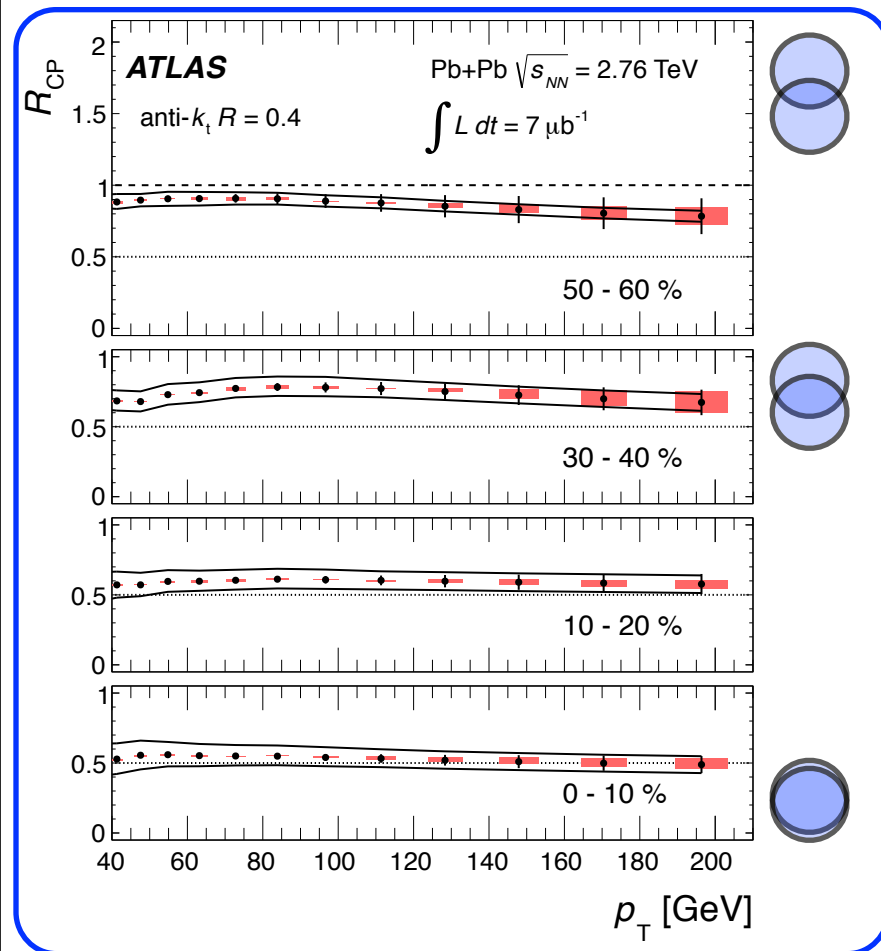 R_CP
2
1.5
1
0.5
0
ATLAS
Pb+Pb √s_NN = 2.76 TeV
anti-k_t R = 0.4
∫ L dt = 7 μb⁻¹
50 - 60 %
1
0.5
0
30 - 40 %
1
0.5
0
10 - 20 %
1
0.5
0
0 - 10 %
40 60 80 100 120 140 160 180 200
p_T [GeV]